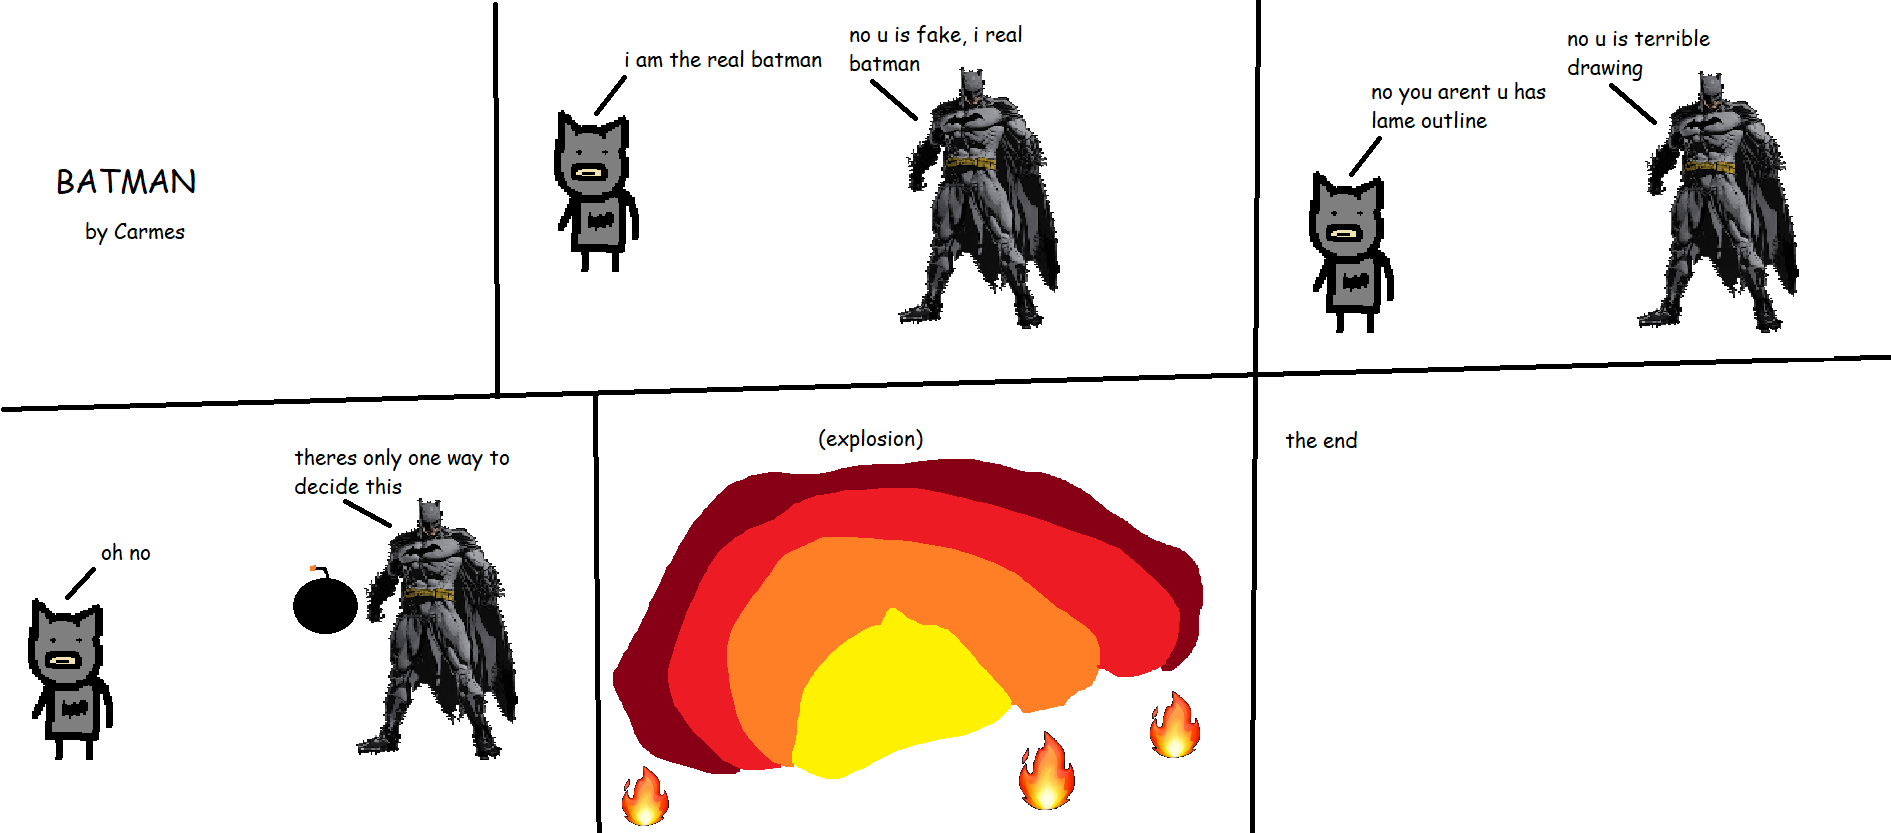 BATMAN
by Carmes
i am the real batman
no u is fake, i real
batman
no you arent u has
lame outline
no u is terrible
drawing
oh no
theres only one way to
decide this
(explosion)
the end